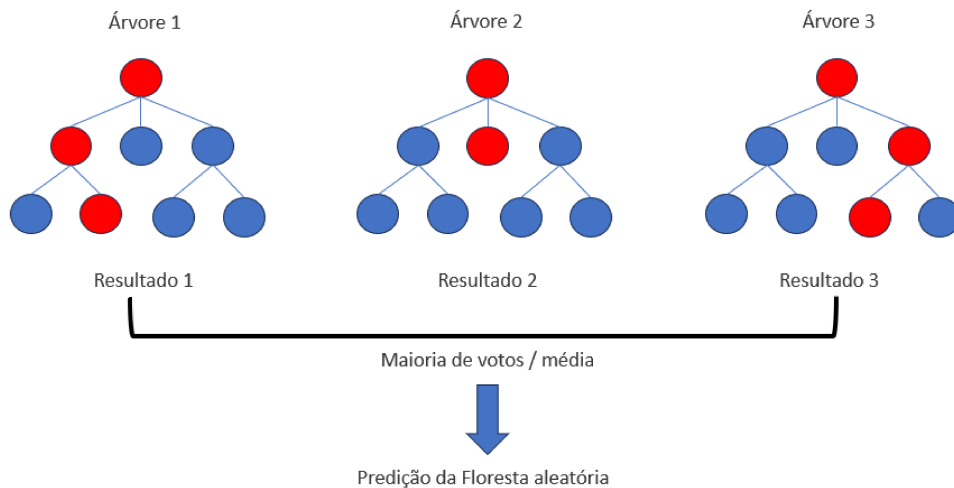 Árvore 1
Árvore 2
Árvore 3
Resultado 1
Resultado 2
Resultado 3
Maioria de votos / média
Predição da Floresta aleatória